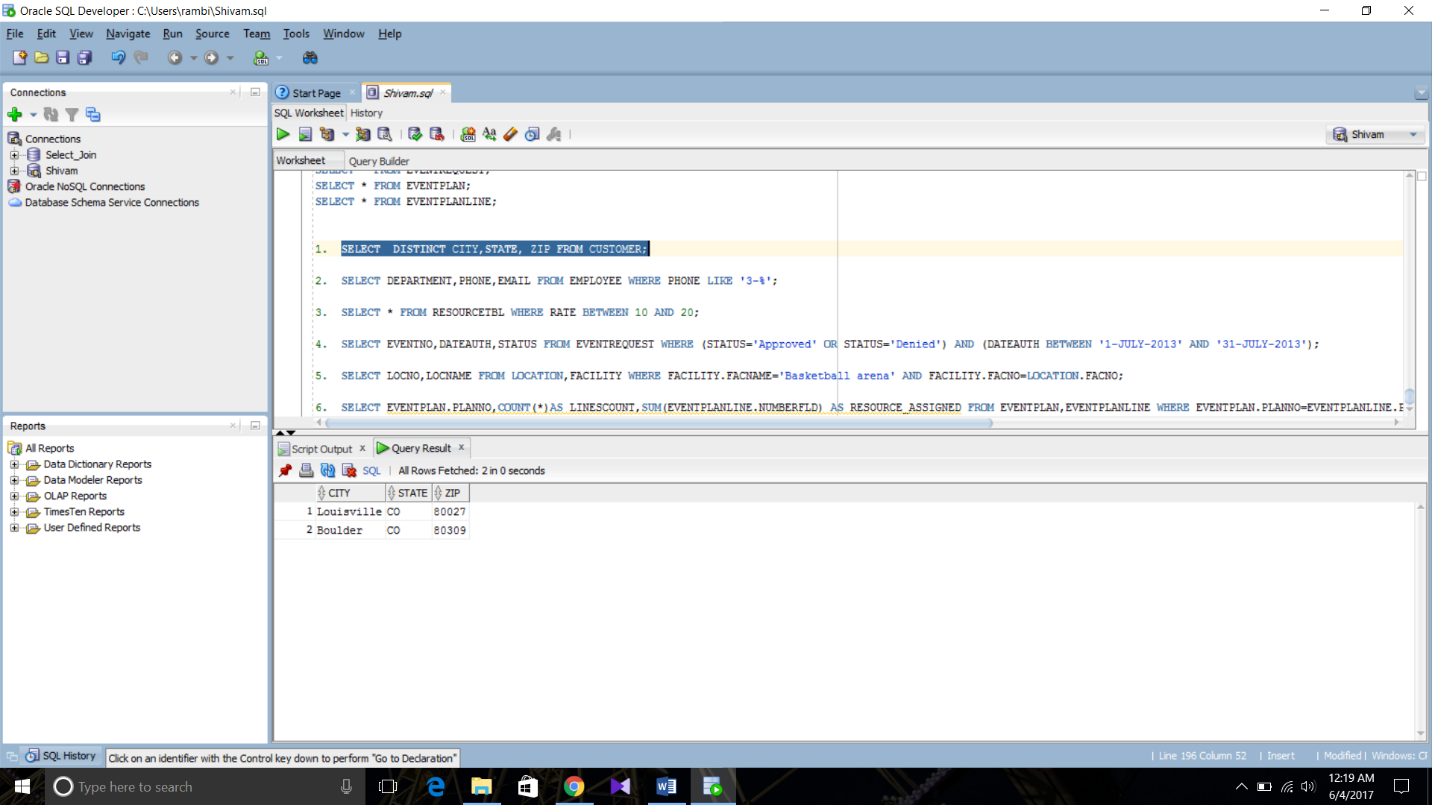 Oracle SQL Developer : C:\Users\rambi\Shivam.sql
File Edit View Navigate Run Source Team Tools Window Help
Connections
Connections
Select_Join
Shivam
Oracle NoSQL Connections
Database Schema Service Connections
Reports
All Reports
Data Dictionary Reports
Data Modeler Reports
OLAP Reports
TimesTen Reports
User Defined Reports
Start Page
Shivam.sql
SQL Worksheet History
Shivam
Worksheet Query Builder
SELECT * FROM EVENTREQUEST;
SELECT * FROM EVENTPLAN;
SELECT * FROM EVENTPLANLINE;
1. SELECT  DISTINCT CITY,STATE, ZIP FROM CUSTOMER;
2. SELECT DEPARTMENT,PHONE,EMAIL FROM EMPLOYEE WHERE PHONE LIKE '3-%';
3. SELECT * FROM RESOURCETBL WHERE RATE BETWEEN 10 AND 20;
4. SELECT EVENTNO,DATEAUTH,STATUS FROM EVENTREQUEST WHERE (STATUS='Approved' OR STATUS='Denied') AND (DATEAUTH BETWEEN '1-JULY-2013' AND '31-JULY-2013');
5. SELECT LOCNO,LOCNAME FROM LOCATION,FACILITY WHERE FACILITY.FACNAME='Basketball arena' AND FACILITY.FACNO=LOCATION.FACNO;
6. SELECT EVENTPLAN.PLANNO,COUNT(*)AS LINESCOUNT,SUM(EVENTPLANLINE.NUMBERFLD) AS RESOURCE_ASSIGNED FROM EVENTPLAN,EVENTPLANLINE WHERE EVENTPLAN.PLANNO=EVENTPLANLINE.
Script Output x Query Result x
SQL | All Rows Fetched: 2 in 0 seconds
CITY STATE ZIP
1 Louisville CO 80027
2 Boulder CO 80309
SQL History
Click on an identifier with the Control key down to perform "Go to Declaration"
Line 196 Column 52 | Insert | Modified | Windows:
Type here to search
12:19 AM
6/4/2017